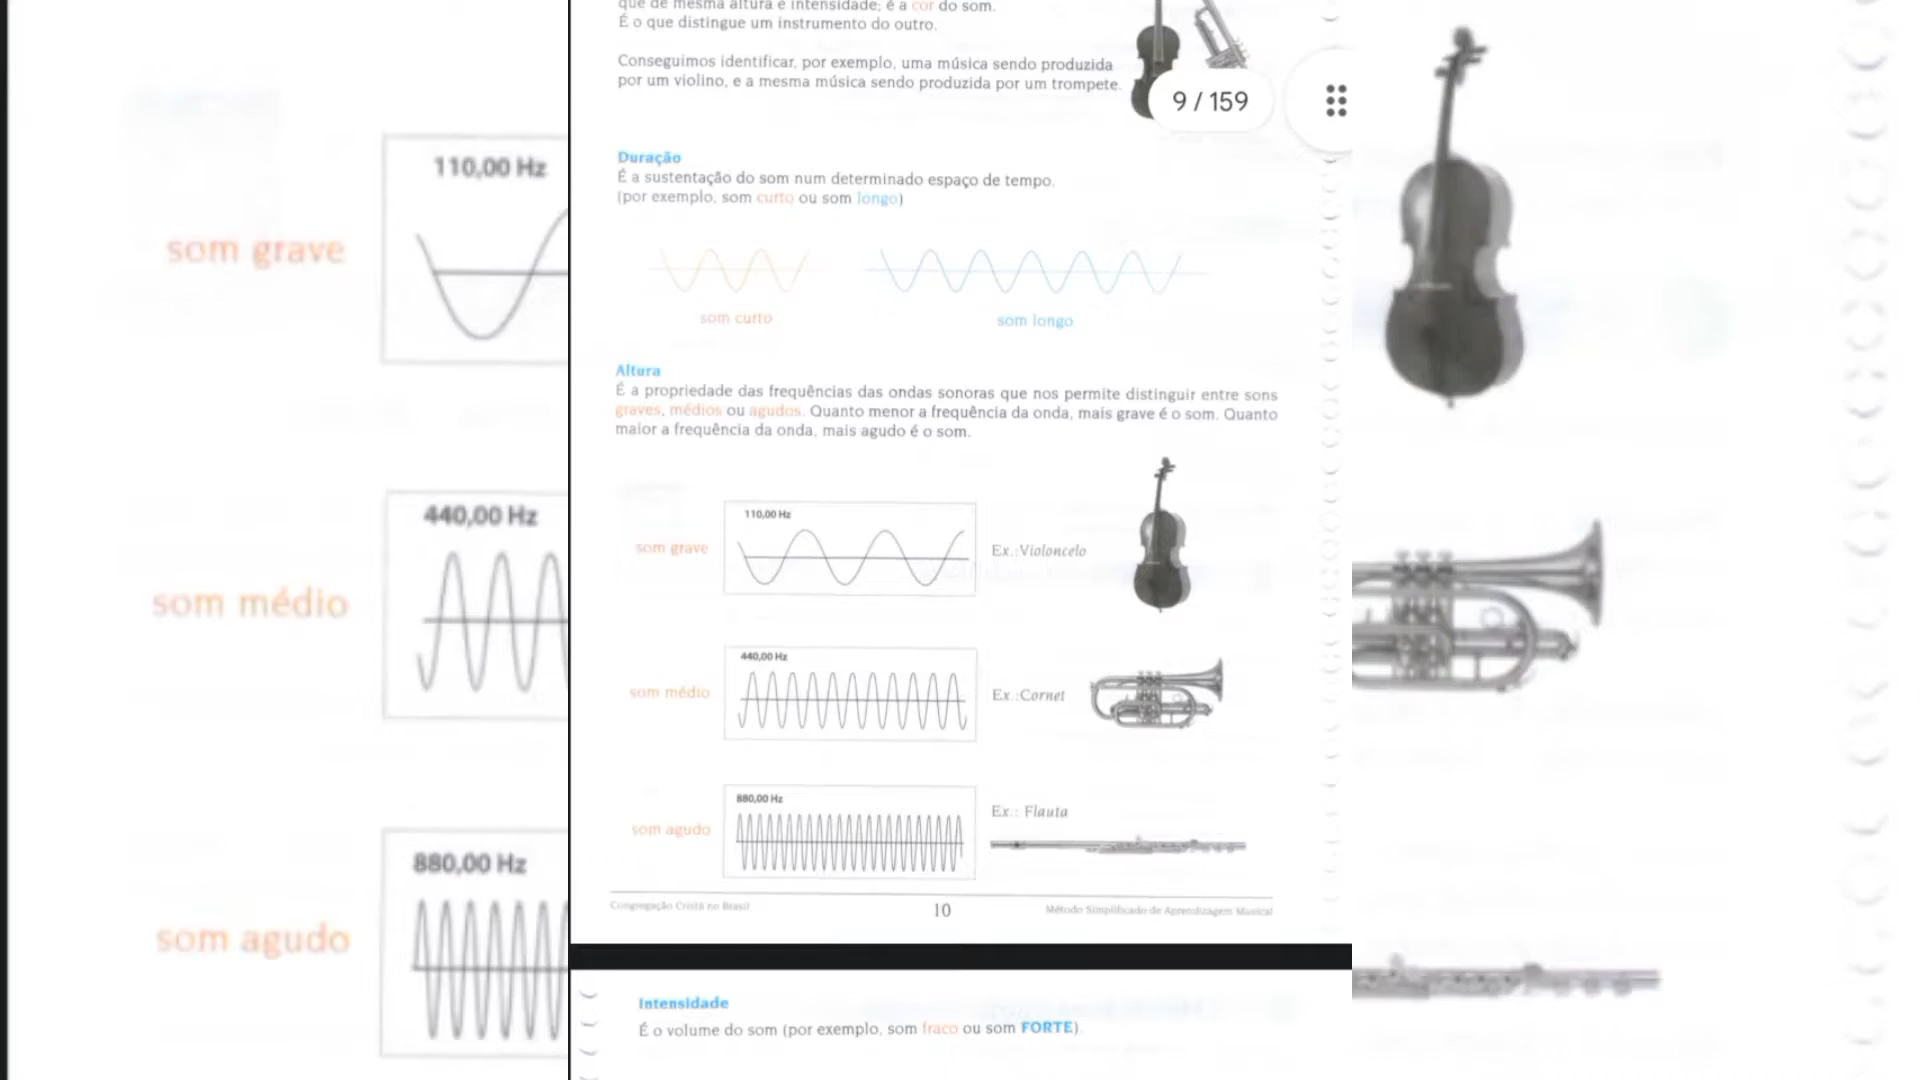 que de mesma altura e intensidade; é a cor do som.
É o que distingue um instrumento do outro.
Conseguimos identificar, por exemplo, uma música sendo produzida
por um violino, e a mesma música sendo produzida por um trompete.
9 / 159
Duração
É a sustentação do som num determinado espaço de tempo.
(por exemplo, som curto ou som longo)
som curto
som longo
Altura
É a propriedade das frequências das ondas sonoras que nos permite distinguir entre sons
graves, médios ou agudos. Quanto menor a frequência da onda, mais grave é o som. Quanto
maior a frequência da onda, mais agudo é o som.
110,00 Hz
som grave
Ex.:Violoncelo
440,00 Hz
som médio
Ex.:Cornet
880,00 Hz
som agudo
Ex.: Flauta
Congregação Cristã no Brasil
10
Método Simplificado de Aprendizagem Musical
Intensidade
É o volume do som (por exemplo, som fraco ou som FORTE)
110,00 Hz
som grave
440,00 Hz
som médio
880,00 Hz
som agudo